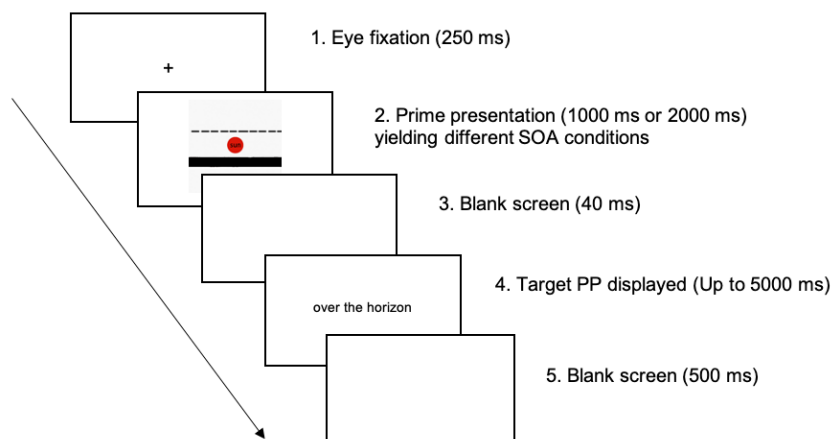 1. Eye fixation (250 ms)
+
2. Prime presentation (1000 ms or 2000 ms)
yielding different SOA conditions
3. Blank screen (40 ms)
4. Target PP displayed (Up to 5000 ms)
over the horizon
5. Blank screen (500 ms)